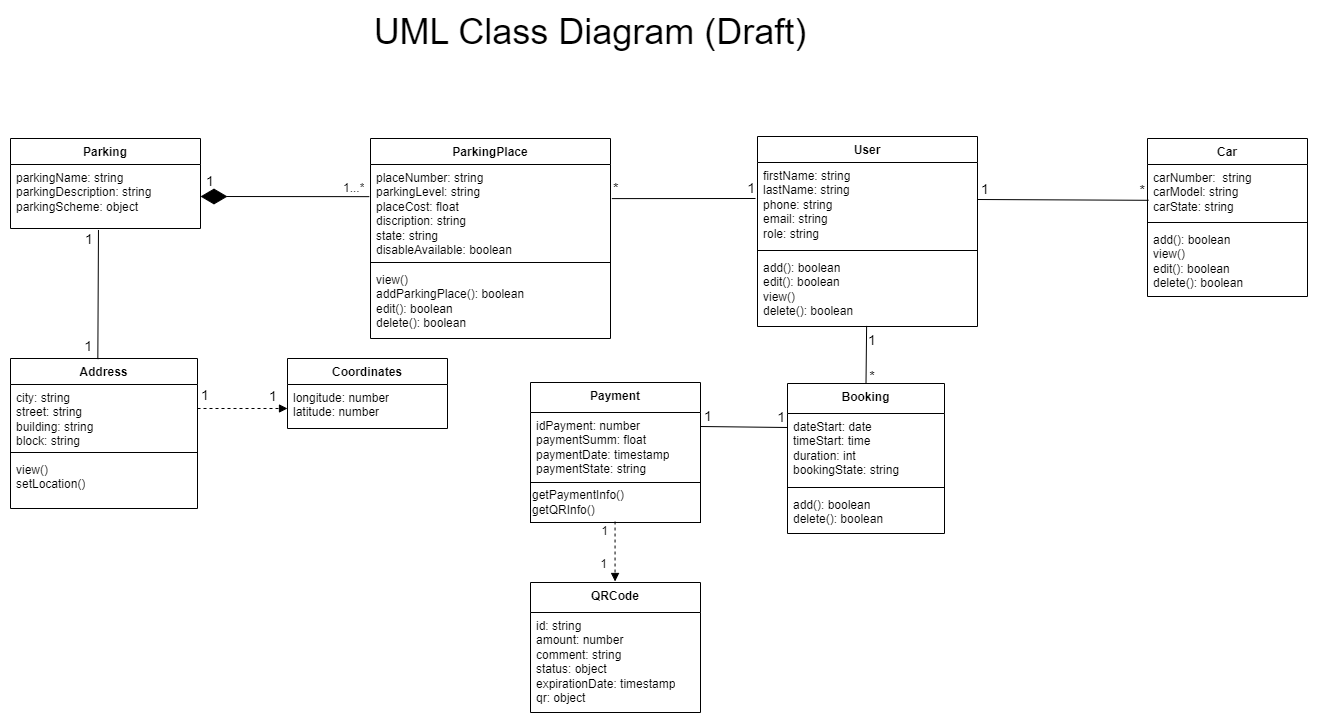 UML Class Diagram (Draft)
Parking
parkingName: string
parkingDescription: string
parkingScheme: object
1
1...*
ParkingPlace
placeNumber: string
parkingLevel: string
placeCost: float
discription: string
state: string
disableAvailable: boolean
view()
addParkingPlace(): boolean
edit(): boolean
delete(): boolean
*
1
User
firstName: string
lastName: string
phone: string
email: string
role: string
add(): boolean
edit(): boolean
view()
delete(): boolean
1
*
Car
carNumber:  string
carModel: string
carState: string
add(): boolean
view()
edit(): boolean
delete(): boolean
1
1
Address
city: string
street: string
building: string
block: string
view()
setLocation()
1
1
Coordinates
longitude: number
latitude: number
1
*
Payment
idPayment: number
paymentSumm: float
paymentDate: timestamp
paymentState: string
getPaymentInfo()
getQRInfo()
1
1
Booking
dateStart: date
timeStart: time
duration: int
bookingState: string
add(): boolean
delete(): boolean
1
1
QRCode
id: string
amount: number
comment: string
status: object
expirationDate: timestamp
qr: object